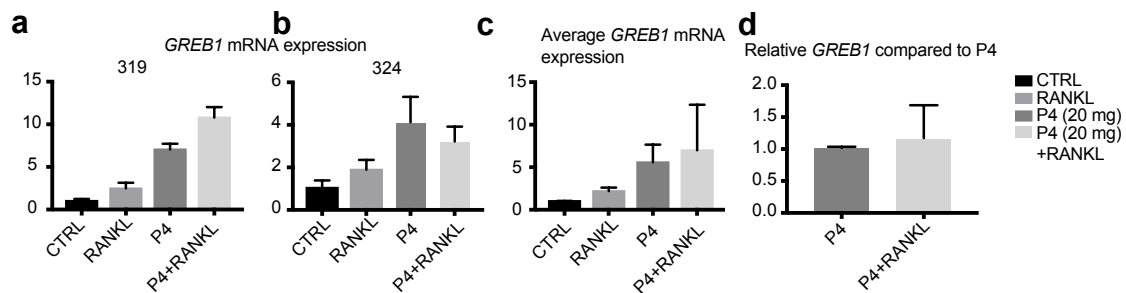 a
GREB1 mRNA expression
319
15
10
5
0
CTRL
RANKL
P4
P4+RANKL
b
324
6
4
2
0
CTRL
RANKL
P4
P4+RANKL
c
Average GREB1 mRNA
expression
15
10
5
0
CTRL
RANKL
P4
P4+RANKL
d
Relative GREB1 compared to P4
1.5
1.0
0.5
0.0
2.0
P4
P4+RANKL
CTRL
RANKL
P4 (20 mg)
P4 (20 mg)
+RANKL